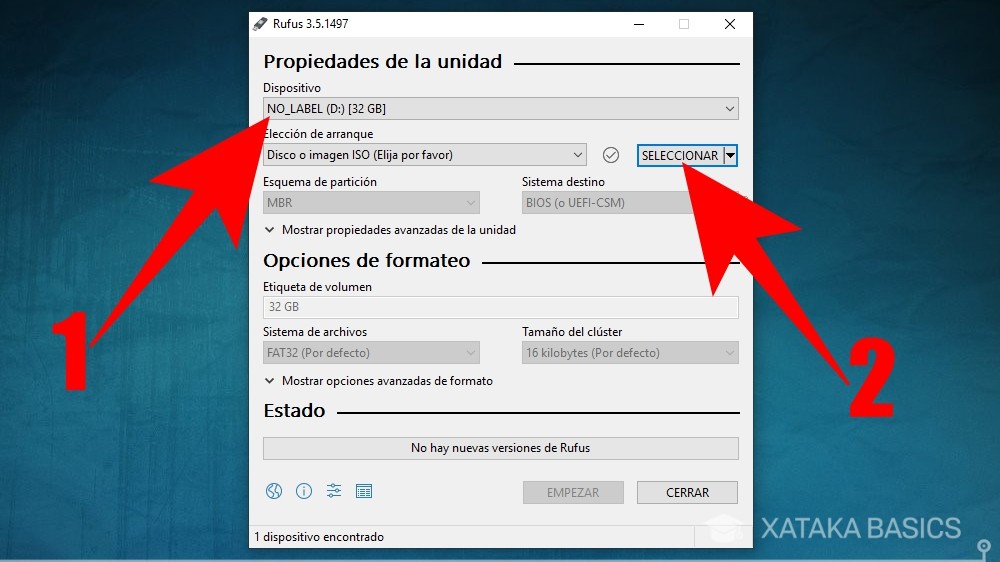 Rufus 3.5.1497
Propiedades de la unidad
Dispositivo
NO_LABEL (D:) [32 GB]
Elección de arranque
Disco o imagen ISO (Elija por favor)
SELECCIONAR
Esquema de partición
Sistema destino
MBR
BIOS (o UEFI-CSM)
Mostrar propiedades avanzadas de la unidad
Opciones de formateo
Etiqueta de volumen
32 GB
Sistema de archivos
Tamaño del clúster
FAT32 (Por defecto)
16 kilobytes (Por defecto)
Mostrar opciones avanzadas de formato
Estado
No hay nuevas versiones de Rufus
EMPEZAR
CERRAR
1 dispositivo encontrado
1
2
XATAKA BASICS